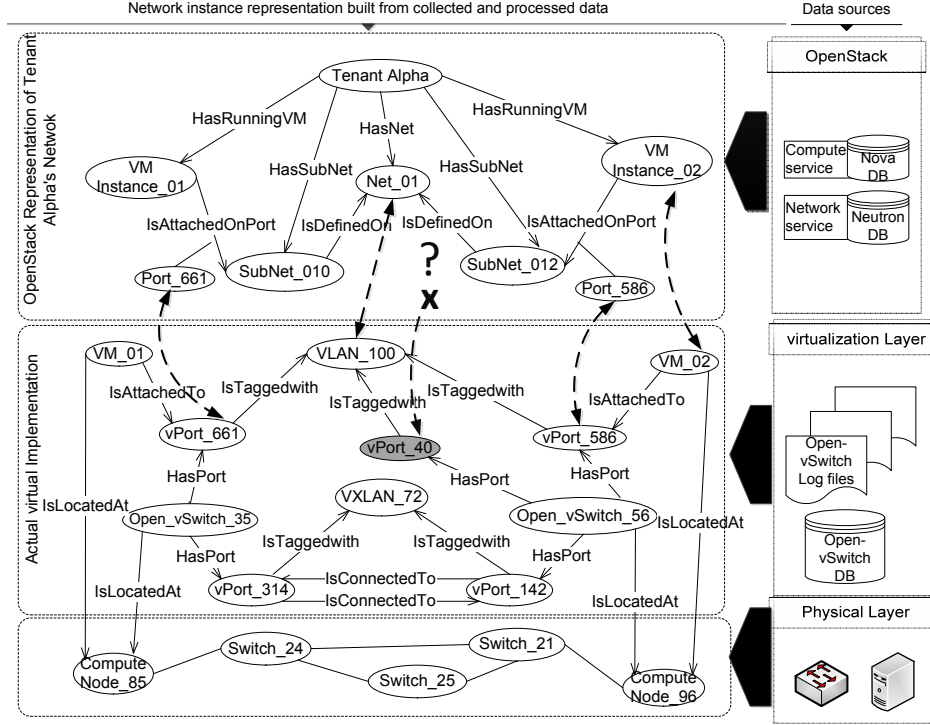 Network instance representation built from collected and processed data
Data sources
OpenStack Representation of Tenant
Alpha's Netwok
Tenant Alpha
HasRunningVM
HasNet
HasRunningVM
HasSubNet
HasSubNet
VM
Instance_01
Net_01
VM
Instance_02
IsAttachedOnPort
IsDefinedOn
IsDefinedOn
IsAttachedOnPort
Port_661
SubNet_010
?
x
SubNet_012
Port_586
OpenStack
Compute
service
Nova
DB
Network
service
Neutron
DB
Actual virtual Implementation
VM_01
VLAN_100
VM_02
IsAttachedTo
IsTaggedwith
IsTaggedwith
IsTaggedwith
IsAttachedTo
vPort_661
vPort_40
vPort_586
HasPort
HasPort
HasPort
VXLAN_72
IsLocatedAt
Open_vSwitch_35
Open_vSwitch_56
IsLocatedAt
IsTaggedwith
IsTaggedwith
HasPort
HasPort
IsLocatedAt
vPort_314
IsConnectedTo
IsConnectedTo
vPort_142
IsLocatedAt
virtualization Layer
Open-
vSwitch
Log files
Open-
vSwitch
DB
Compute
Node_85
Switch_24
Switch_21
Switch_25
Compute
Node_96
Physical Layer